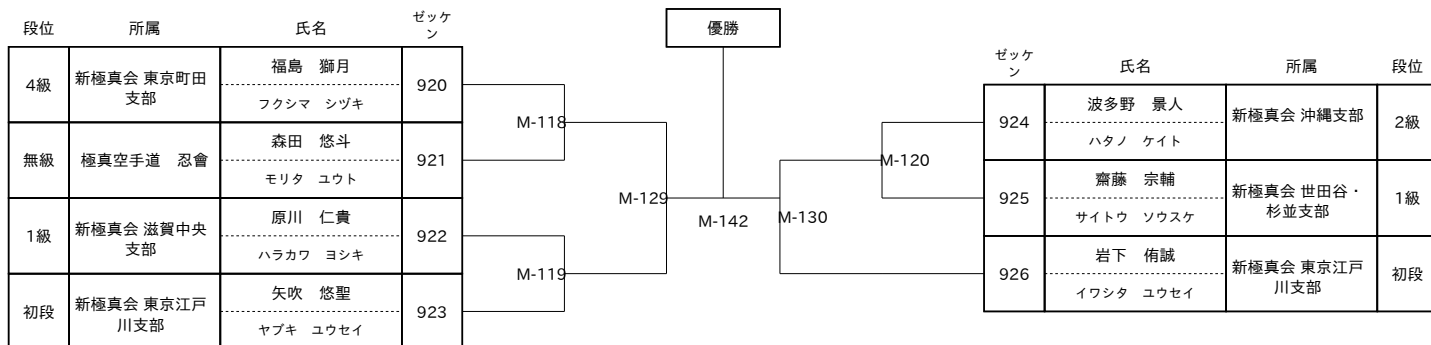 段位 所属 氏名 ゼッケ
ン
4級 新極真会 東京町田
支部 福島 獅月
フクシマ シヅキ 920
無級 極真空手道 忍會 森田 悠斗
モリタ ユウト 921
1級 新極真会 滋賀中央
支部 原川 仁貴
ハラカワ ヨシキ 922
初段 新極真会 東京江戸
川支部 矢吹 悠聖
ヤブキ ユウセイ 923
M-118
M-119
M-129
優勝
M-142
M-130
M-120
ゼッケ
ン 氏名 所属 段位
924 波多野 景人
ハタノ ケイト 新極真会 沖縄支部 2級
925 齋藤 宗輔
サイトウ ソウスケ 新極真会 世田谷・
杉並支部 1級
926 岩下 侑誠
イワシタ ユウセイ 新極真会 東京江戸
川支部 初段